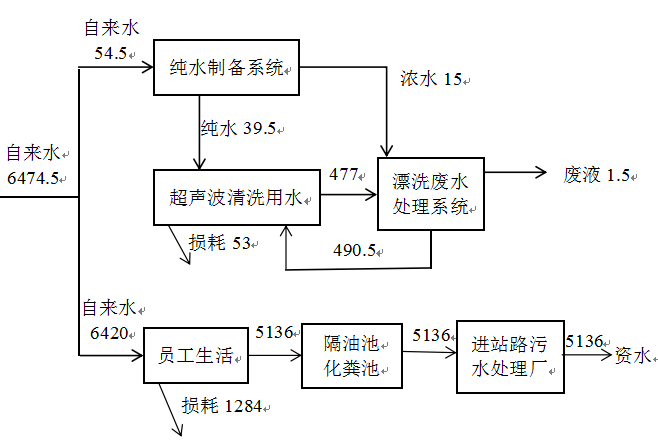 自来水
54.5
纯水制备系统
浓水 15
纯水 39.5
自来水
6474.5
超声波清洗用水
477
漂洗废水
处理系统
废液 1.5
损耗 53
490.5
自来水
6420
员工生活
5136
隔油池
化粪池
5136
进站路污
水处理厂
5136
资水
损耗 1284